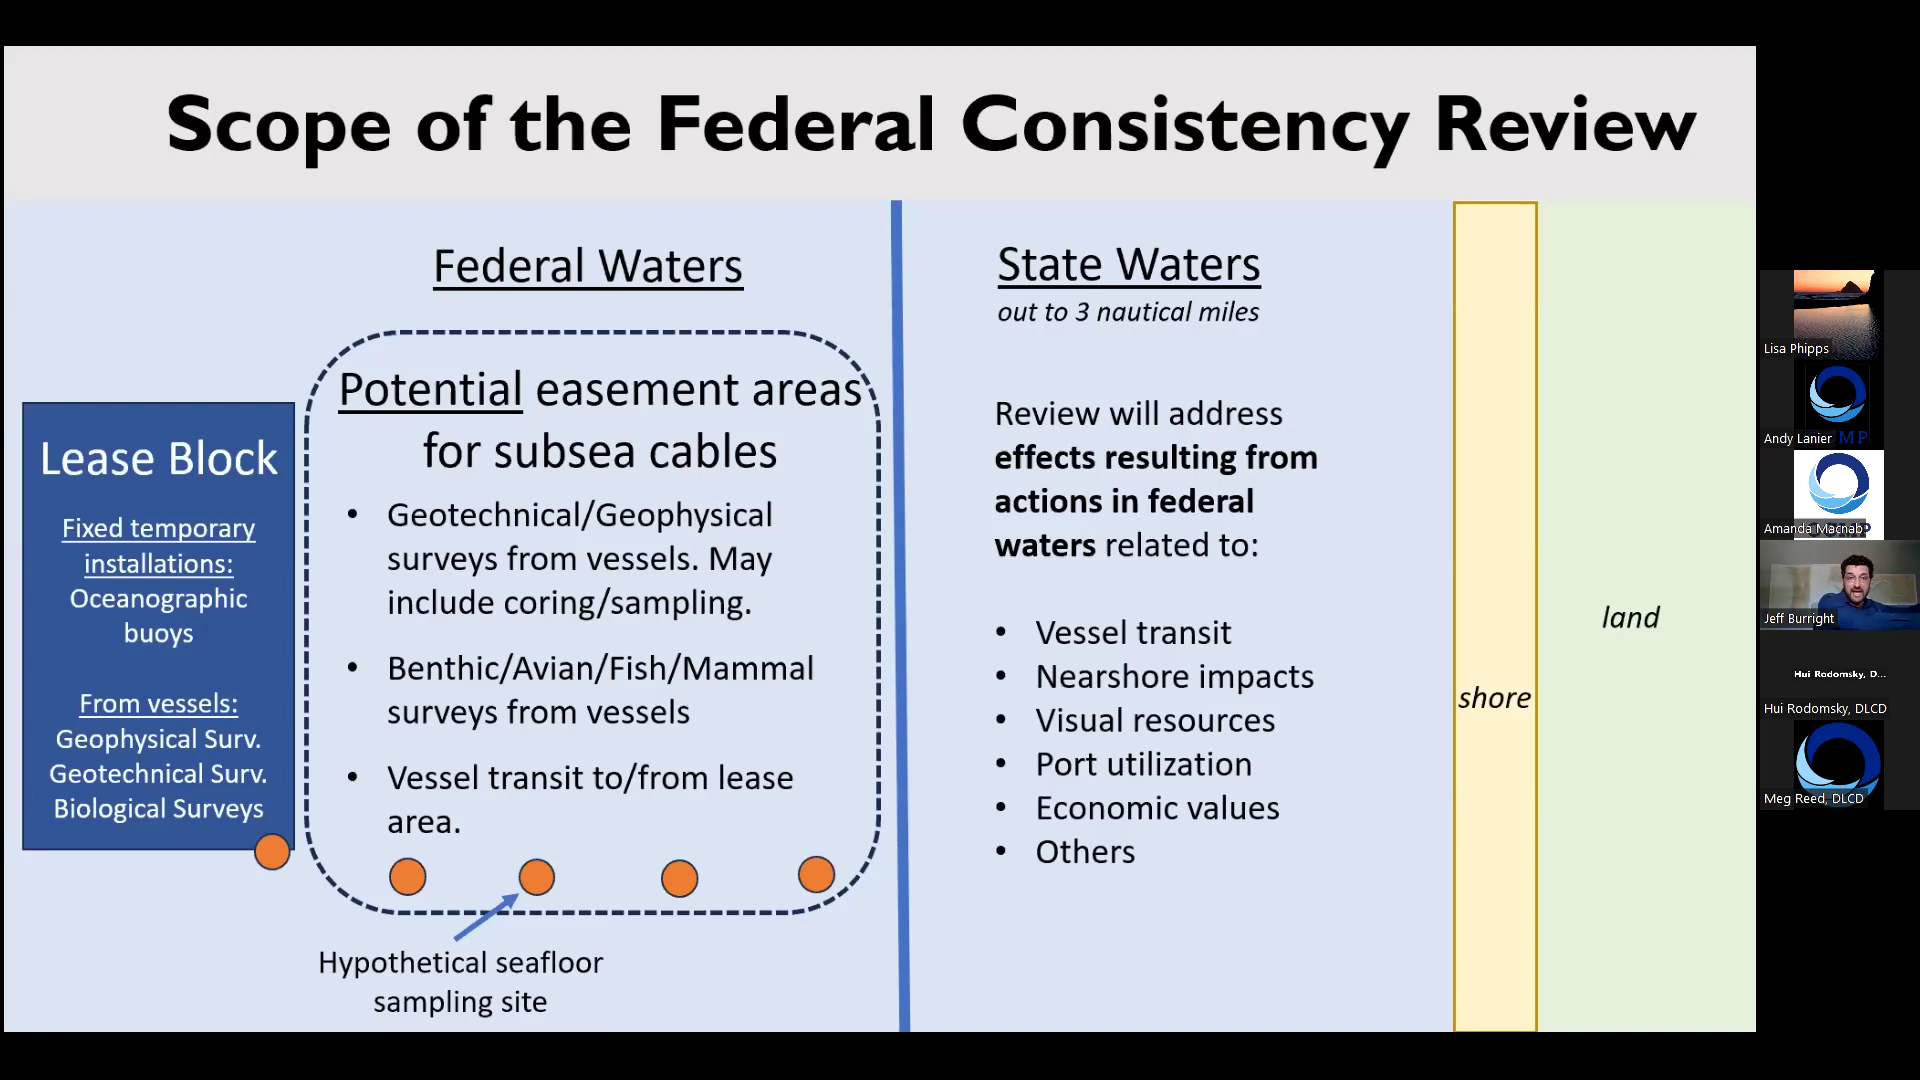 Scope of the Federal Consistency Review
Federal Waters
Potential easement areas
for subsea cables
• Geotechnical/Geophysical
surveys from vessels. May
include coring/sampling.
• Benthic/Avian/Fish/Mammal
surveys from vessels
• Vessel transit to/from lease
area.
Hypothetical seafloor
sampling site
Lease Block
Fixed temporary
installations:
Oceanographic
buoys
From vessels:
Geophysical Surv.
Geotechnical Surv.
Biological Surveys
State Waters
out to 3 nautical miles
Review will address
effects resulting from
actions in federal
waters related to:
• Vessel transit
• Nearshore impacts
• Visual resources
• Port utilization
• Economic values
• Others
shore
land
Lisa Phipps
Andy Lanier
Amanda Macnab
Jeff Burright
Hui Rodomsky, D...
Hui Rodomsky, DLCD
Meg Reed, DLCD